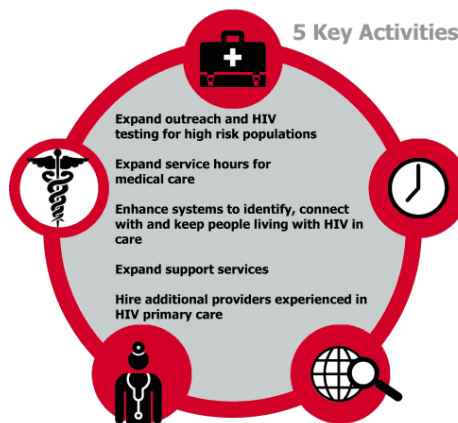 5 Key Activities
Expand outreach and HIV
testing for high risk populations
Expand service hours for
medical care
Enhance systems to identify, connect
with and keep people living with HIV in
care
Expand support services
Hire additional providers experienced in
HIV primary care